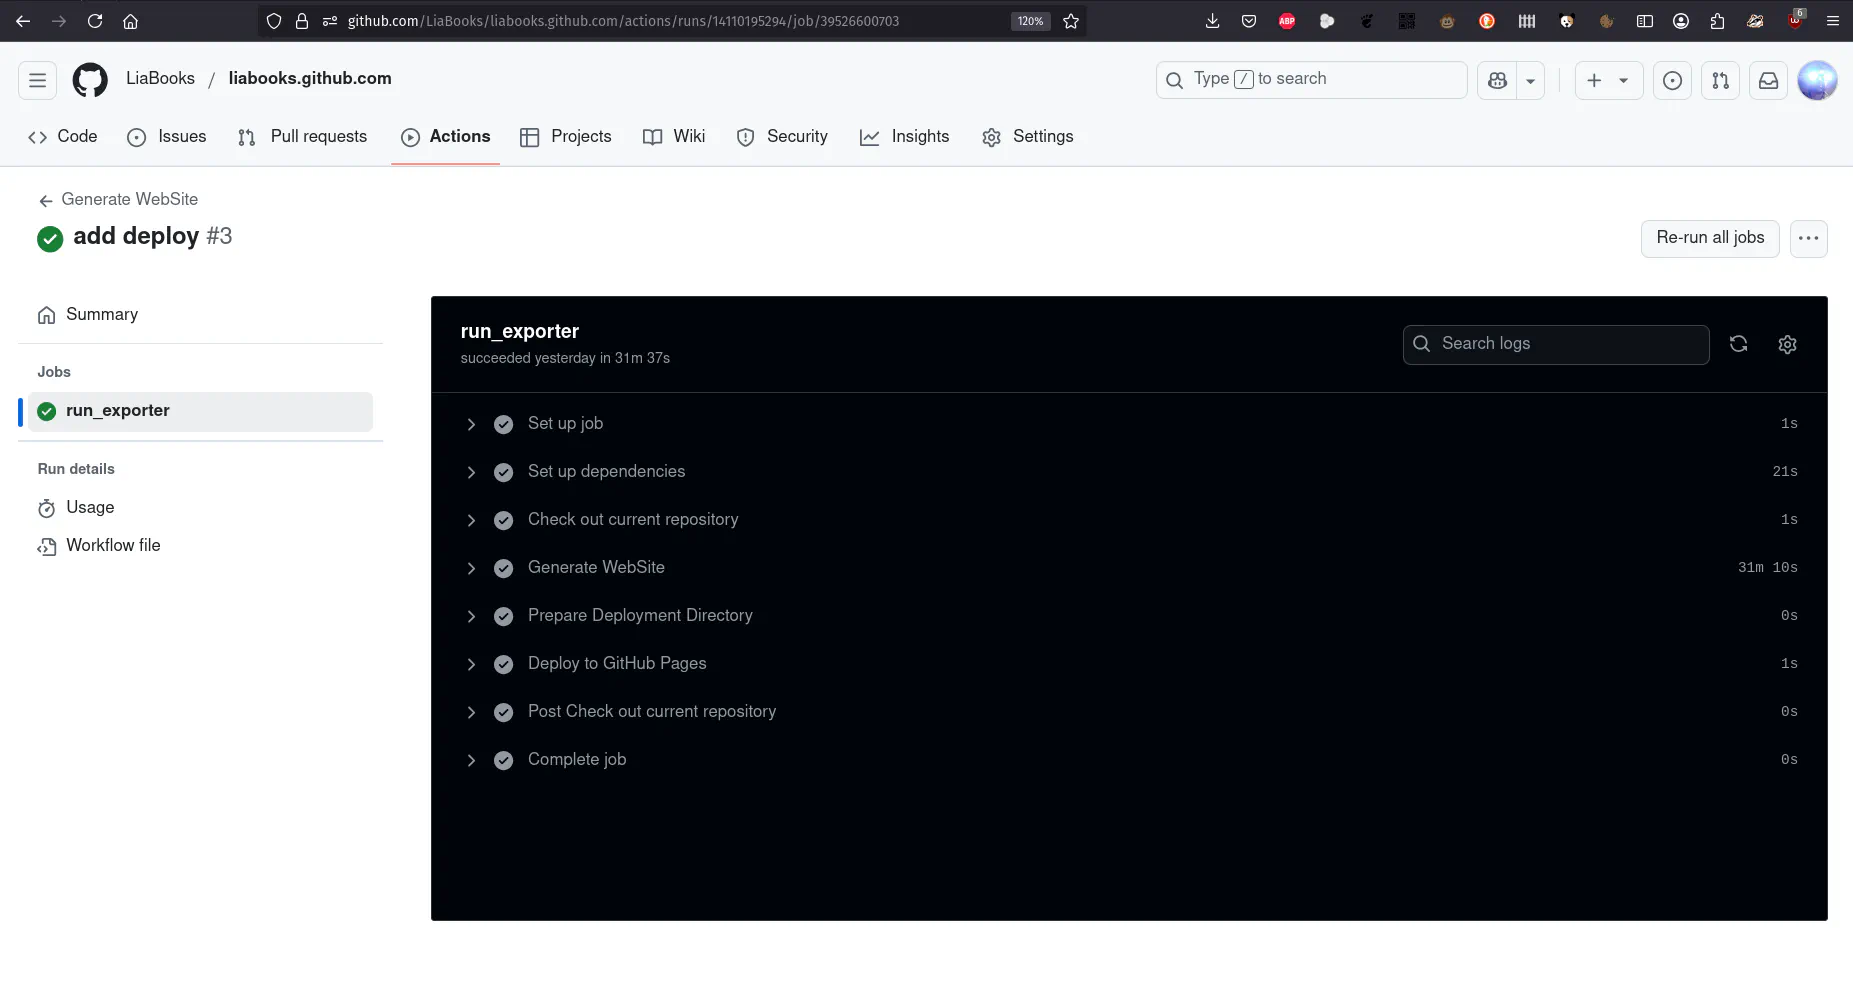 github.com/LiaBooks/liabooks.github.com/actions/runs/14110195294/job/39526600703
120%
ABP
6
LiaBooks / liabooks.github.com
Type / to search
Code
Issues
Pull requests
Actions
Projects
Wiki
Security
Insights
Settings
Generate WebSite
add deploy #3
Re-run all jobs
Summary
Jobs
run_exporter
Run details
Usage
Workflow file
run_exporter
succeeded yesterday in 31m 37s
Search logs
Set up job 1s
Set up dependencies 21s
Check out current repository 1s
Generate WebSite 31m 10s
Prepare Deployment Directory 0s
Deploy to GitHub Pages 1s
Post Check out current repository 0s
Complete job 0s